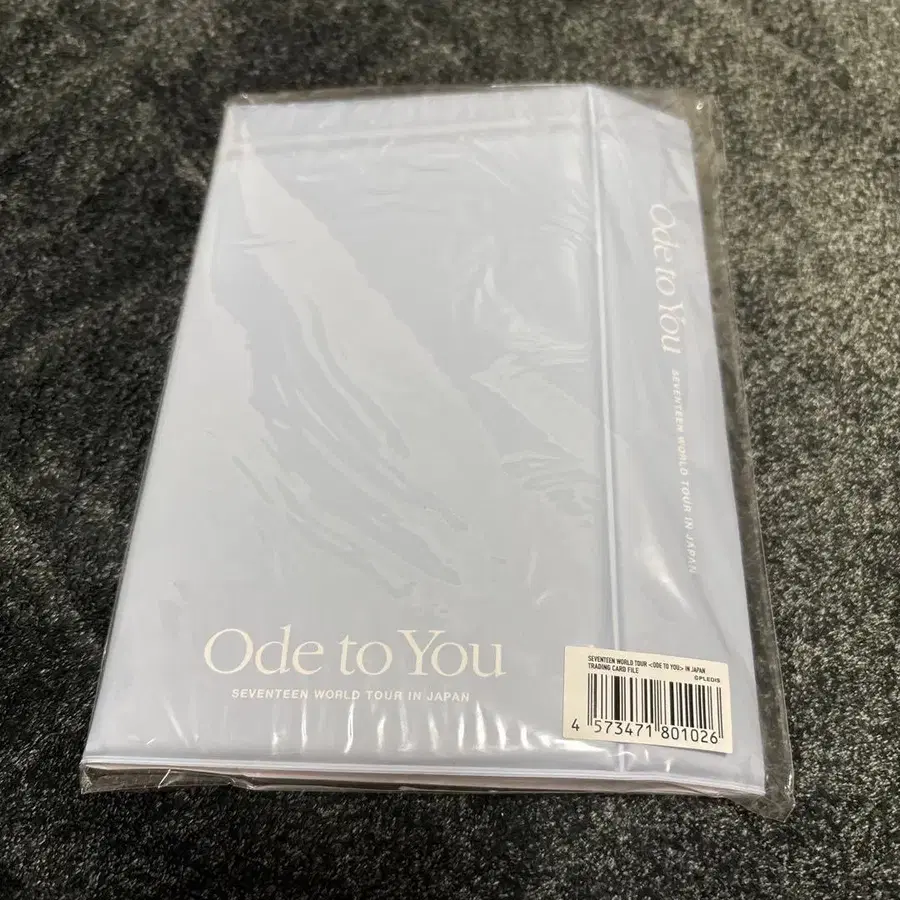 Ode to You
SEVENTEEN WORLD TOUR IN JAPAN
Ode to You
SEVENTEEN WORLD TOUR IN JAPAN
SEVENTEEN WORLD TOUR <ODE TO YOU> IN JAPAN
TRADING CARD FILE
©PLEDIS
4 573471 801026